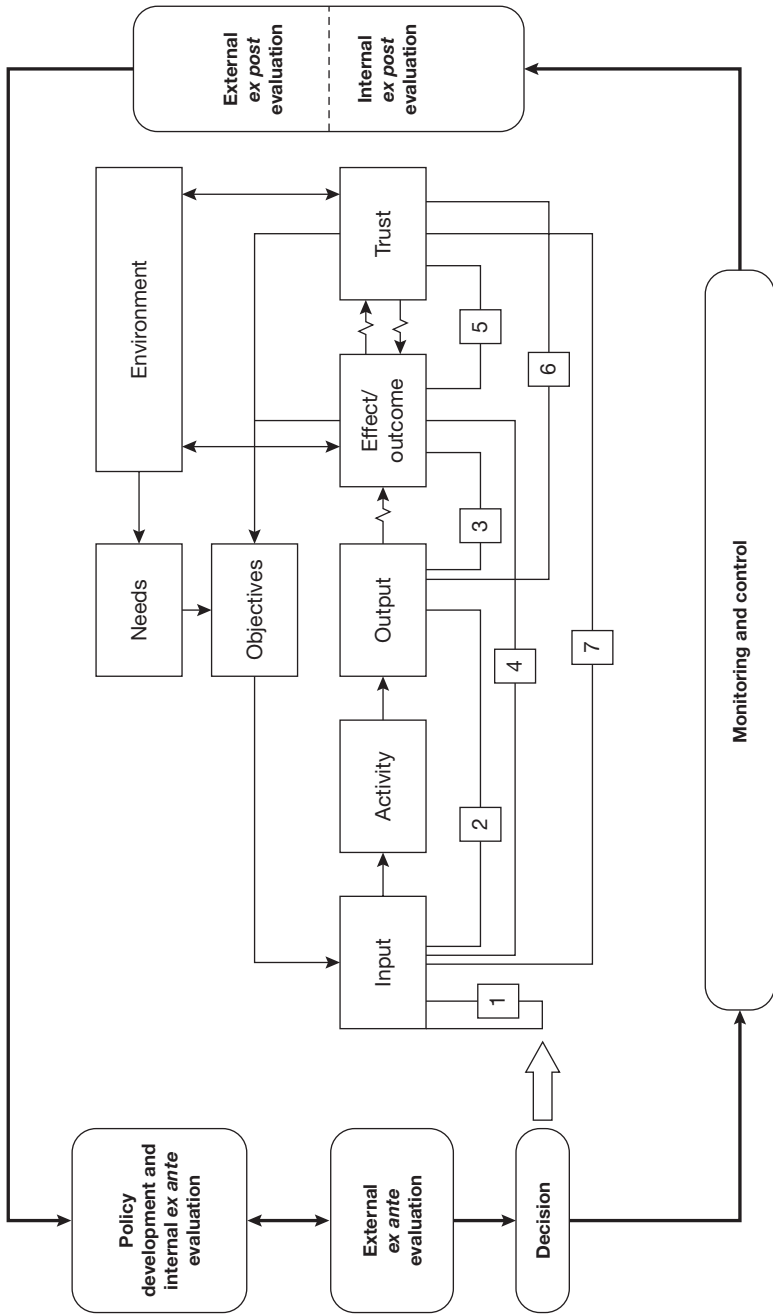 Policy
development and
internal ex ante
evaluation
External
ex ante
evaluation
Decision
Environment
Needs
Objectives
Input
Activity
Output
Effect/
outcome
Trust
1
2
3
4
5
6
7
External
ex post
evaluation
Internal
ex post
evaluation
Monitoring and control